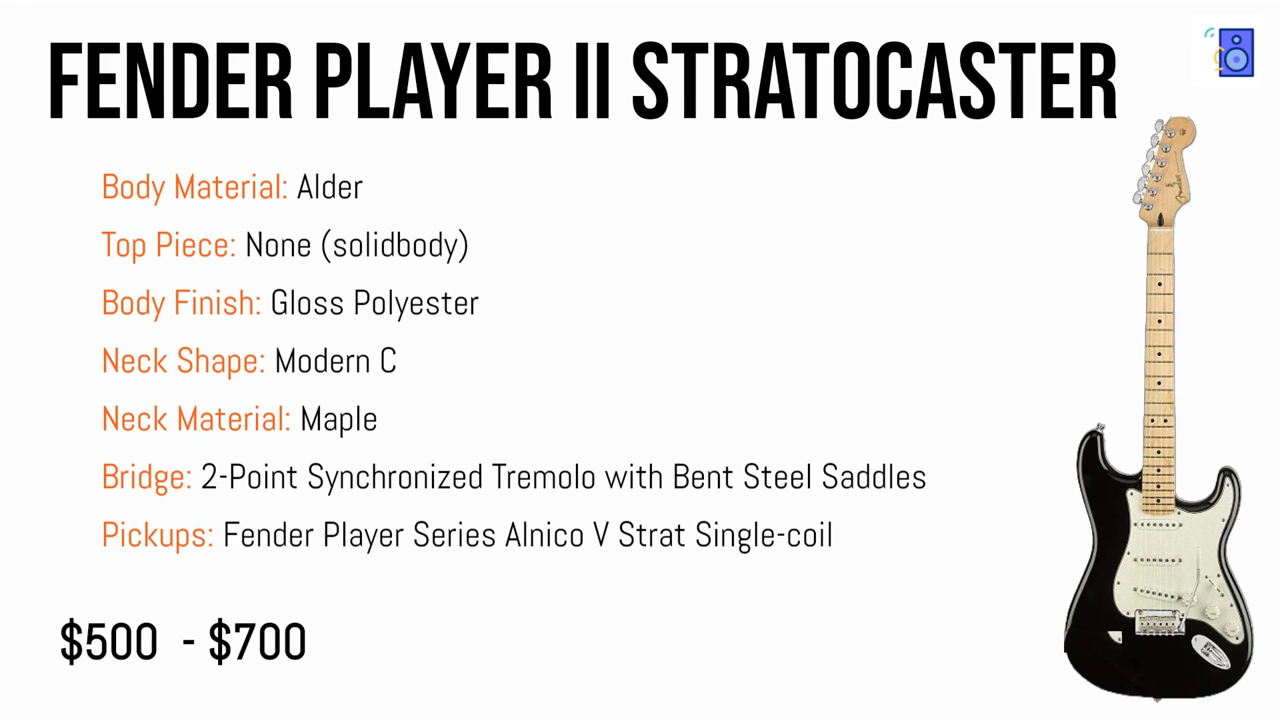 FENDER PLAYER II STRATOCASTER
Body Material: Alder
Top Piece: None (solidbody)
Body Finish: Gloss Polyester
Neck Shape: Modern C
Neck Material: Maple
Bridge: 2-Point Synchronized Tremolo with Bent Steel Saddles
Pickups: Fender Player Series Alnico V Strat Single-coil
$500 - $700
Fender